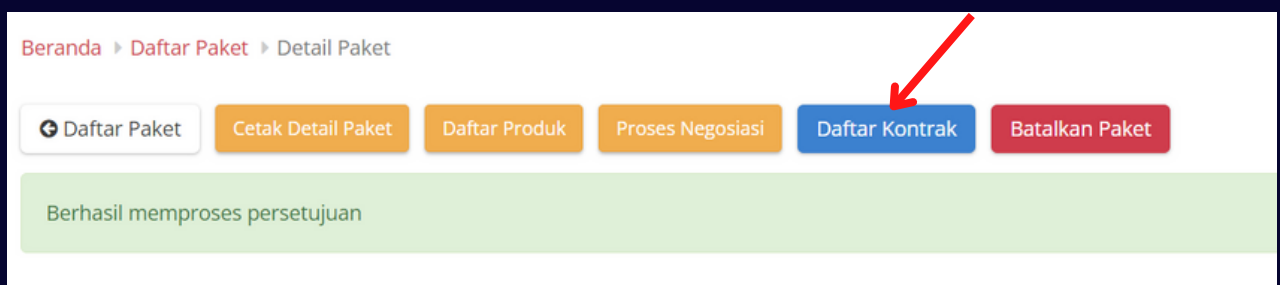 Beranda Daftar Paket Detail Paket
Daftar Paket Cetak Detail Paket Daftar Produk Proses Negosiasi Daftar Kontrak Batalkan Paket
Berhasil memproses persetujuan